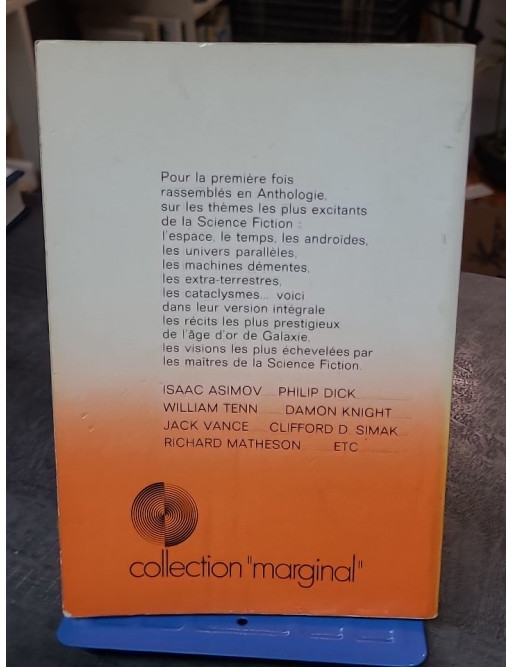 Pour la première fois
rassemblés en Anthologie,
sur les thèmes les plus excitants
de la Science Fiction :
l'espace, le temps, les androïdes,
les univers parallèles,
les machines démentes,
les extra-terrestres,
les cataclysmes... voici
dans leur version intégrale
les récits les plus prestigieux
de l'âge d'or de Galaxie,
les visions les plus échevelées par
les maîtres de la Science Fiction.
ISAAC ASIMOV PHILIP DICK
WILLIAM TENN DAMON KNIGHT
JACK VANCE CLIFFORD D. SIMAK
RICHARD MATHESON ETC
collection "marginal"